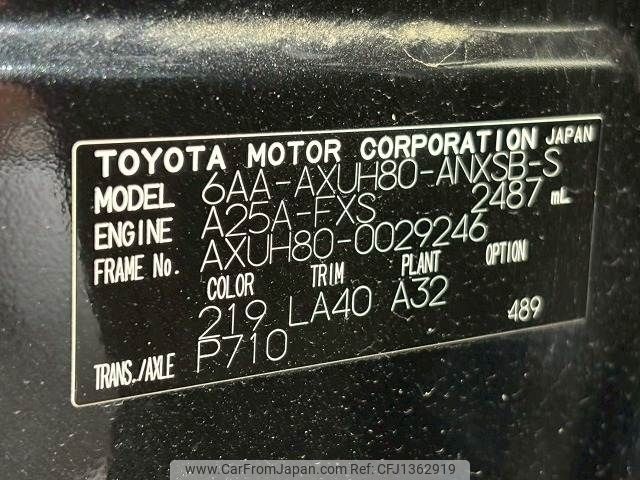 TOYOTA MOTOR CORPORATION JAPAN
MODEL 6AA-AXUH80-ANXSB-S
ENGINE A25A-FXS 2487 mL
FRAME No. AXUH80-0029246
COLOR TRIM PLANT OPTION
219 LA40 A32 489
TRANS./AXLE P710
www.CarFromJapan.com | CFJ1362919